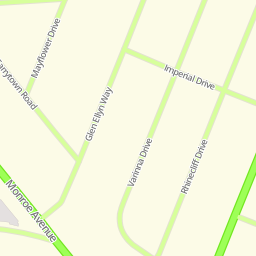 Mayflower Drive
Imperial Drive
Glen Ellyn Way
Varinna Drive
Rhinecliff Drive
Monroe Avenue